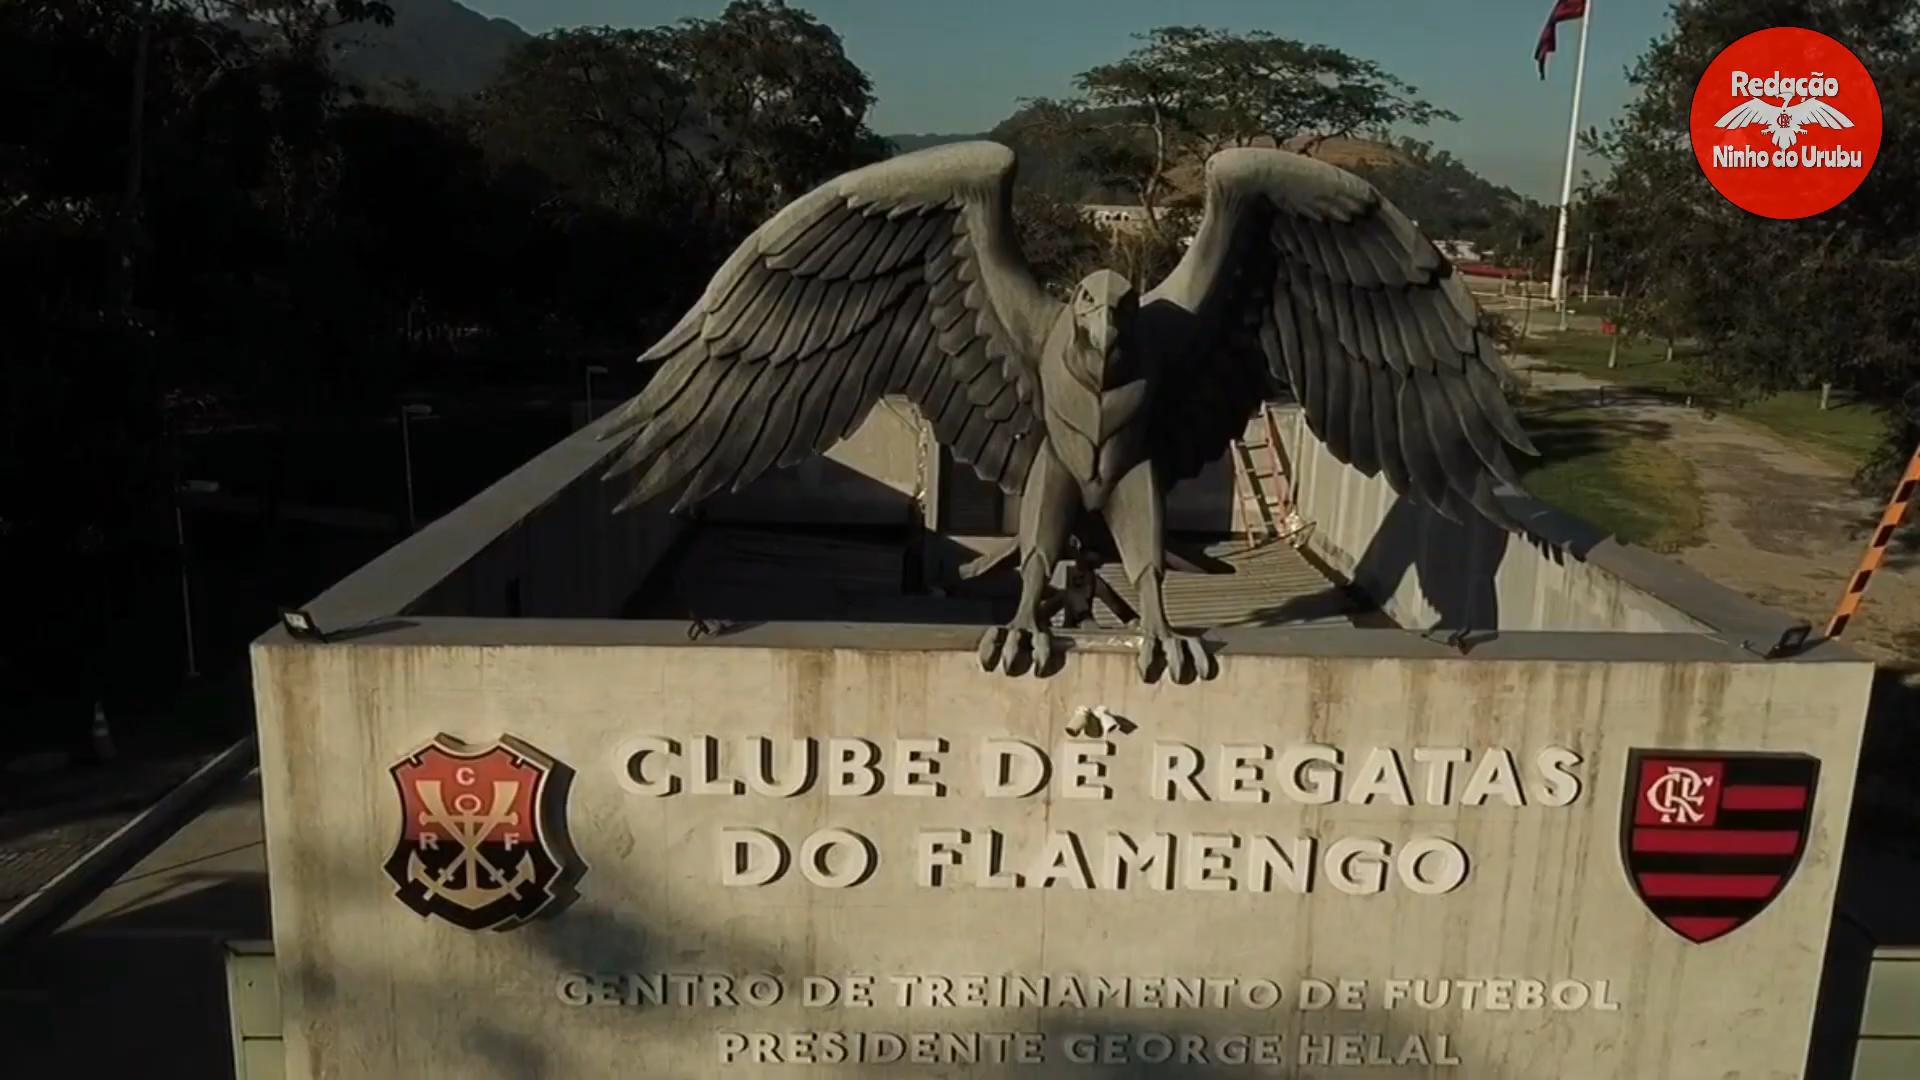 Redação
Ninho do Urubu
CLUBE DE REGATAS
DO FLAMENGO
C
R F
CRF
CENTRO DE TREINAMENTO DE FUTEBOL
PRESIDENTE GEORGE HELAL